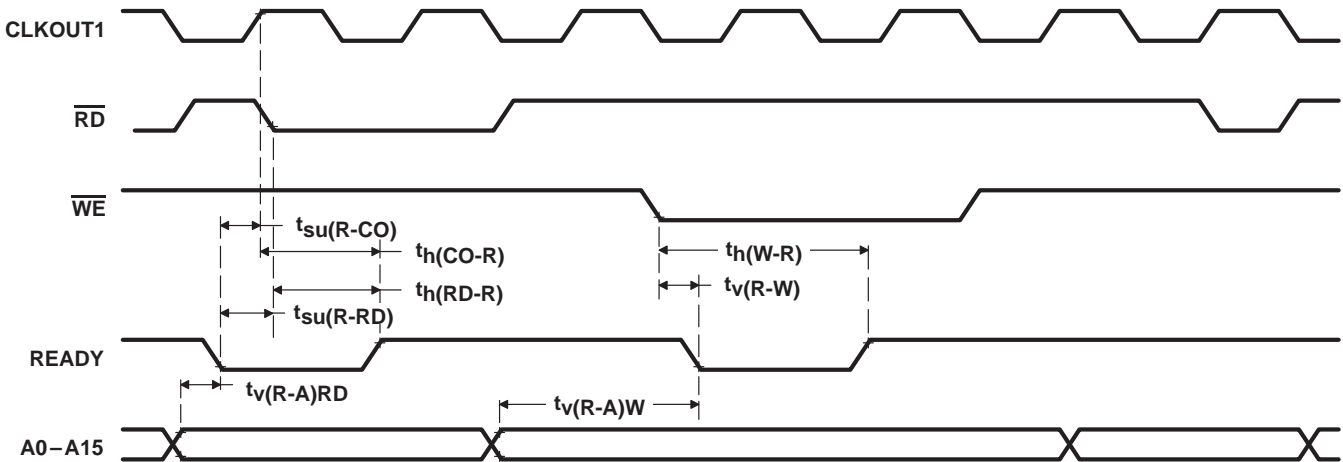 CLKOUT1
RD
WE
tsu(R-CO)
th(CO-R)
th(W-R)
th(RD-R)
tv(R-W)
tsu(R-RD)
READY
tv(R-A)RD
tv(R-A)W
A0–A15